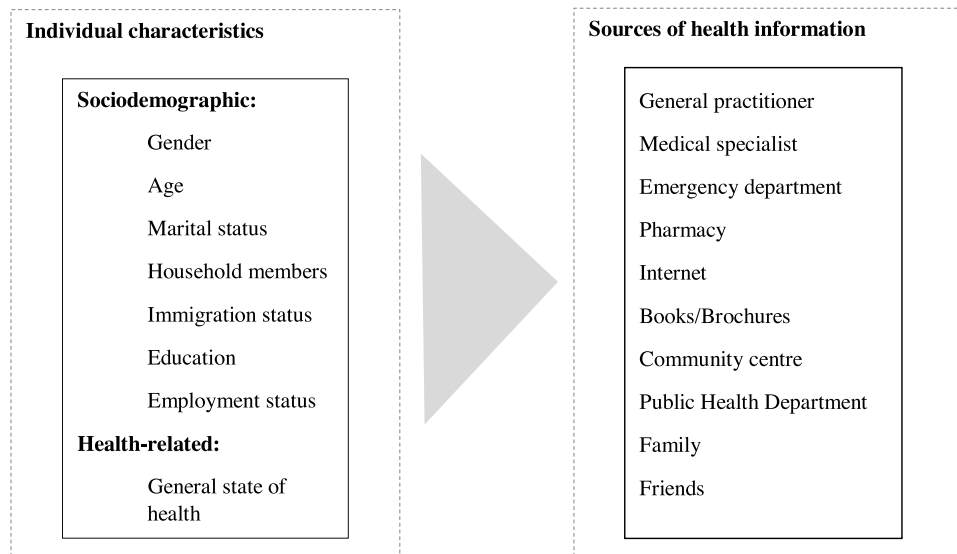 Individual characteristics
Sociodemographic:
Gender
Age
Marital status
Household members
Immigration status
Education
Employment status
Health-related:
General state of
health
Sources of health information
General practitioner
Medical specialist
Emergency department
Pharmacy
Internet
Books/Brochures
Community centre
Public Health Department
Family
Friends